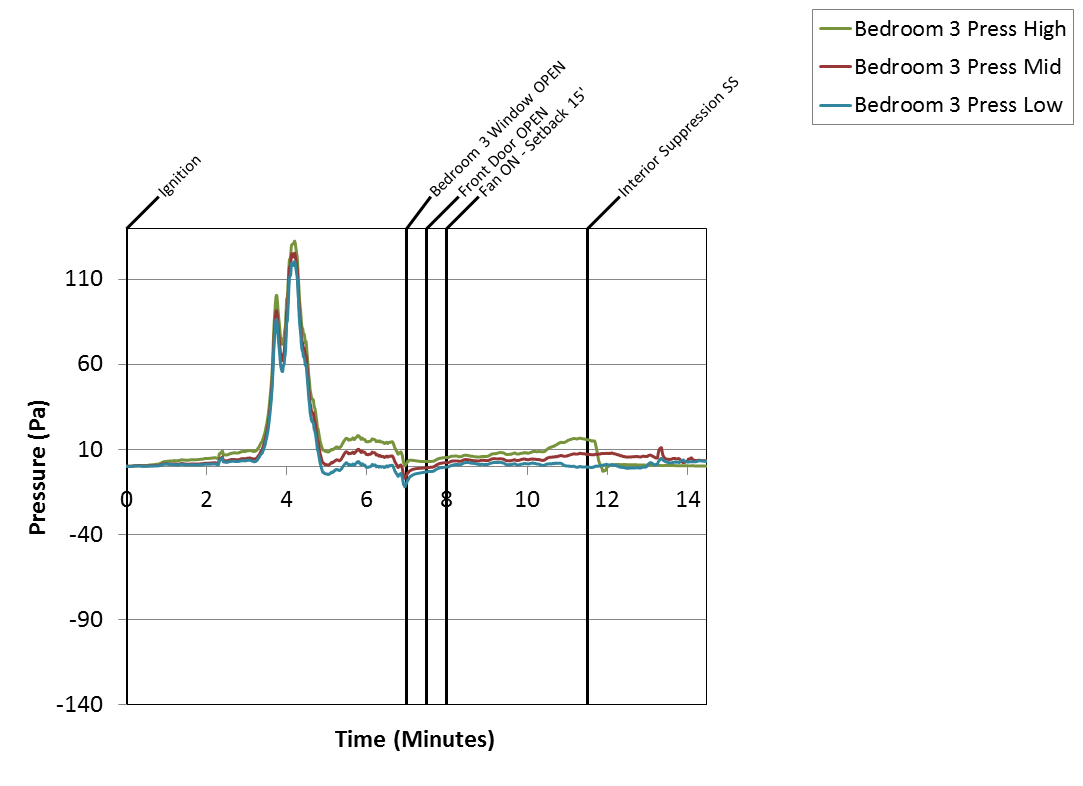 Bedroom 3 Press High
Bedroom 3 Press Mid
Bedroom 3 Press Low
Ignition
Bedroom 3 Window OPEN
Front Door OPEN
Fan ON - Setback 15'
Interior Suppression SS
110
60
10
-40
-90
-140
0 2 4 6 8 10 12 14
Pressure (Pa)
Time (Minutes)